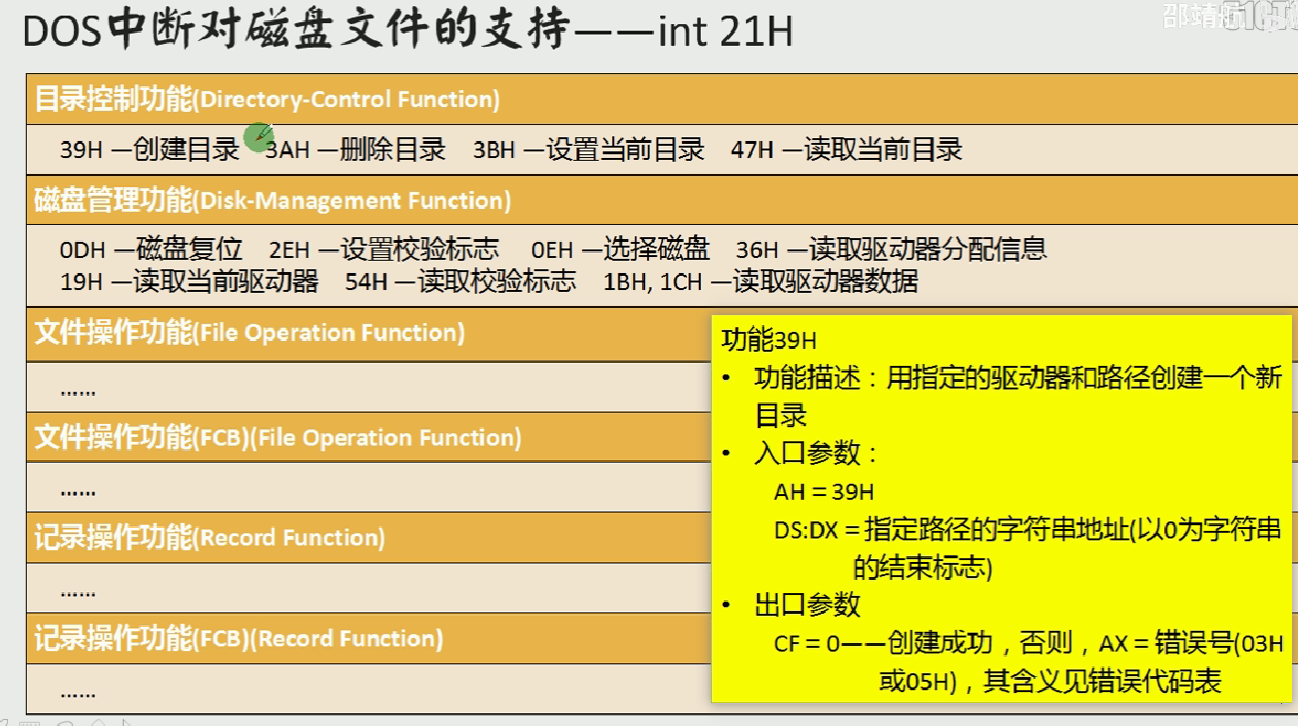 DOS中断对磁盘文件的支持——int 21H
邵靖航
目录控制功能(Directory-Control Function)
39H —创建目录 3AH —删除目录 3BH —设置当前目录 47H —读取当前目录
磁盘管理功能(Disk-Management Function)
0DH —磁盘复位 2EH —设置校验标志 0EH —选择磁盘 36H —读取驱动器分配信息
19H —读取当前驱动器 54H —读取校验标志 1BH, 1CH —读取驱动器数据
文件操作功能(File Operation Function)
……
文件操作功能(FCB)(File Operation Function)
……
记录操作功能(Record Function)
……
记录操作功能(FCB)(Record Function)
……
功能39H
• 功能描述：用指定的驱动器和路径创建一个新
目录
• 入口参数：
AH = 39H
DS:DX = 指定路径的字符串地址(以0为字符串
的结束标志)
• 出口参数
CF = 0——创建成功，否则，AX = 错误号(03H
或05H)，其含义见错误代码表